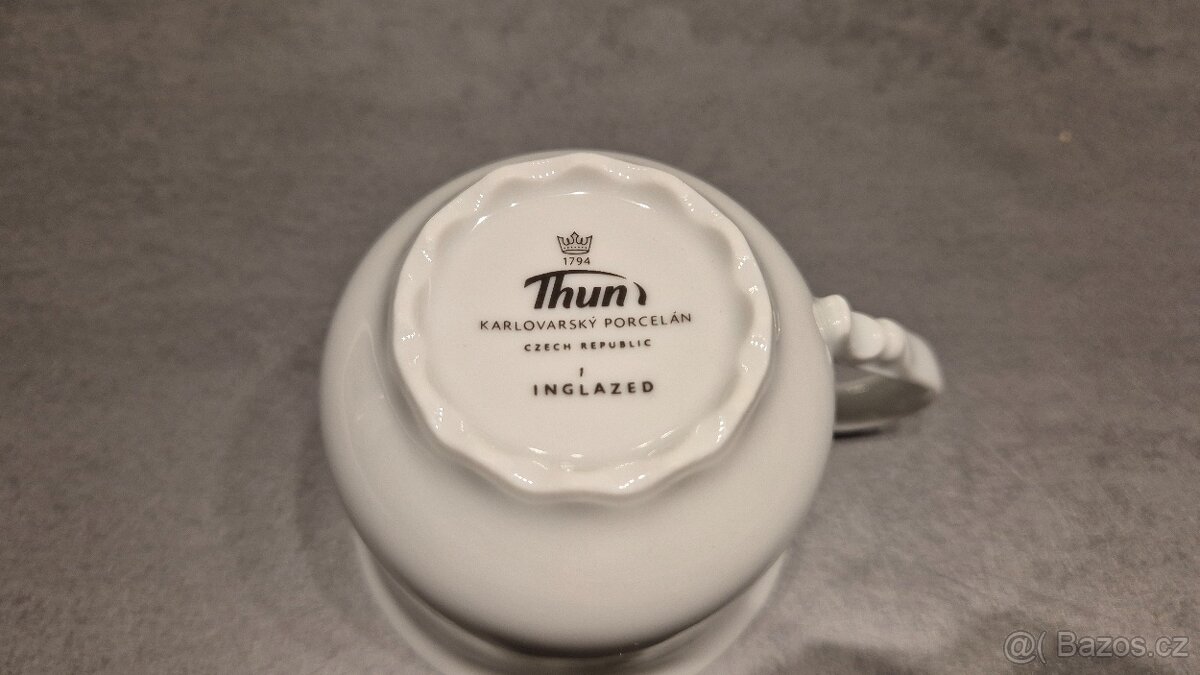 1794
Thun
KARLOVARSKÝ PORCELÁN
CZECH REPUBLIC
1
INGLAZED
@( Bazos.cz